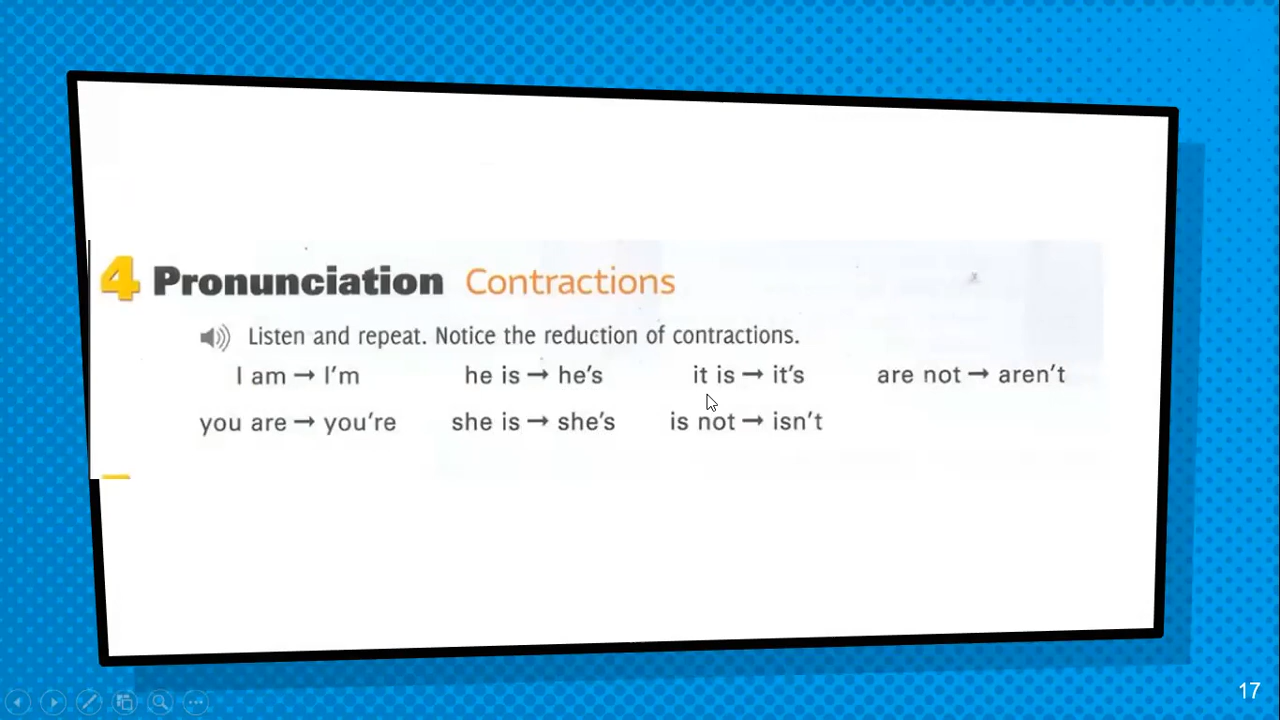 4 Pronunciation Contractions
Listen and repeat. Notice the reduction of contractions.
I am → I'm he is → he's it is → it's are not → aren't
you are → you're she is → she's is not → isn't
17